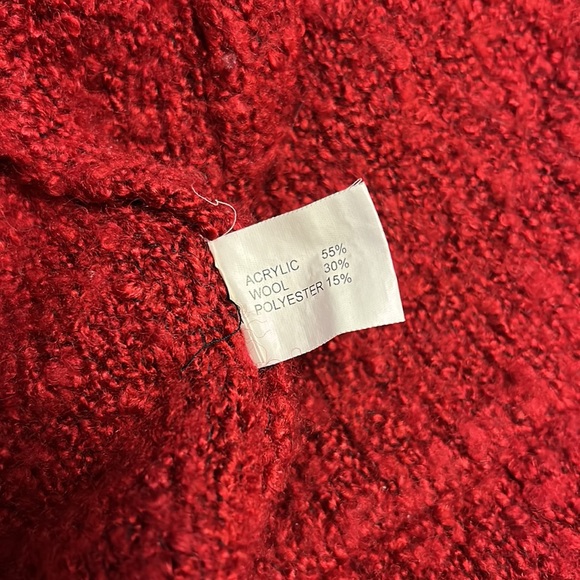 ACRYLIC 55%
WOOL 30%
POLYESTER 15%